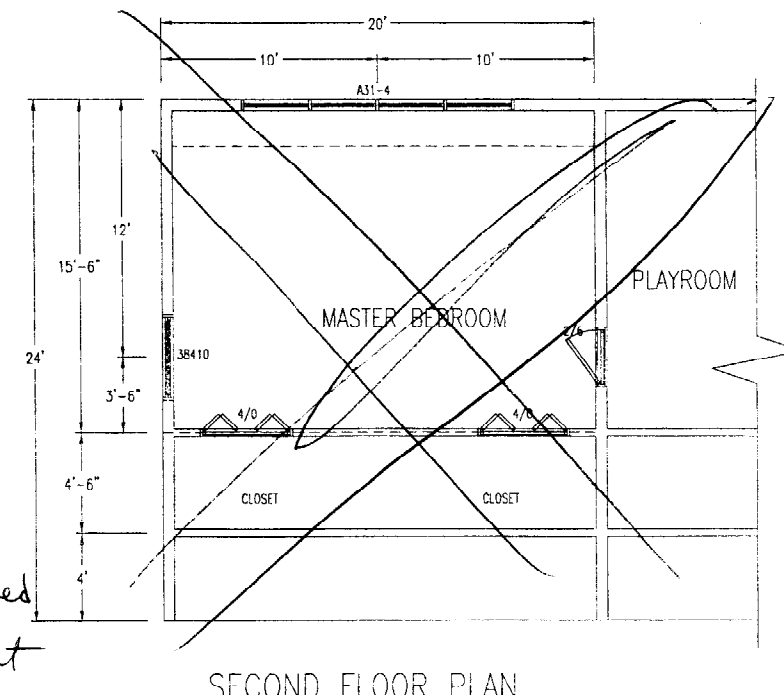 20'
10' 10'
A31-4
12'
15'-6"
PLAYROOM
MASTER BEDROOM
2/6
24'
38410
3'-6"
4/0 4/0
4'-6"
CLOSET CLOSET
4'
SECOND FLOOR PLAN